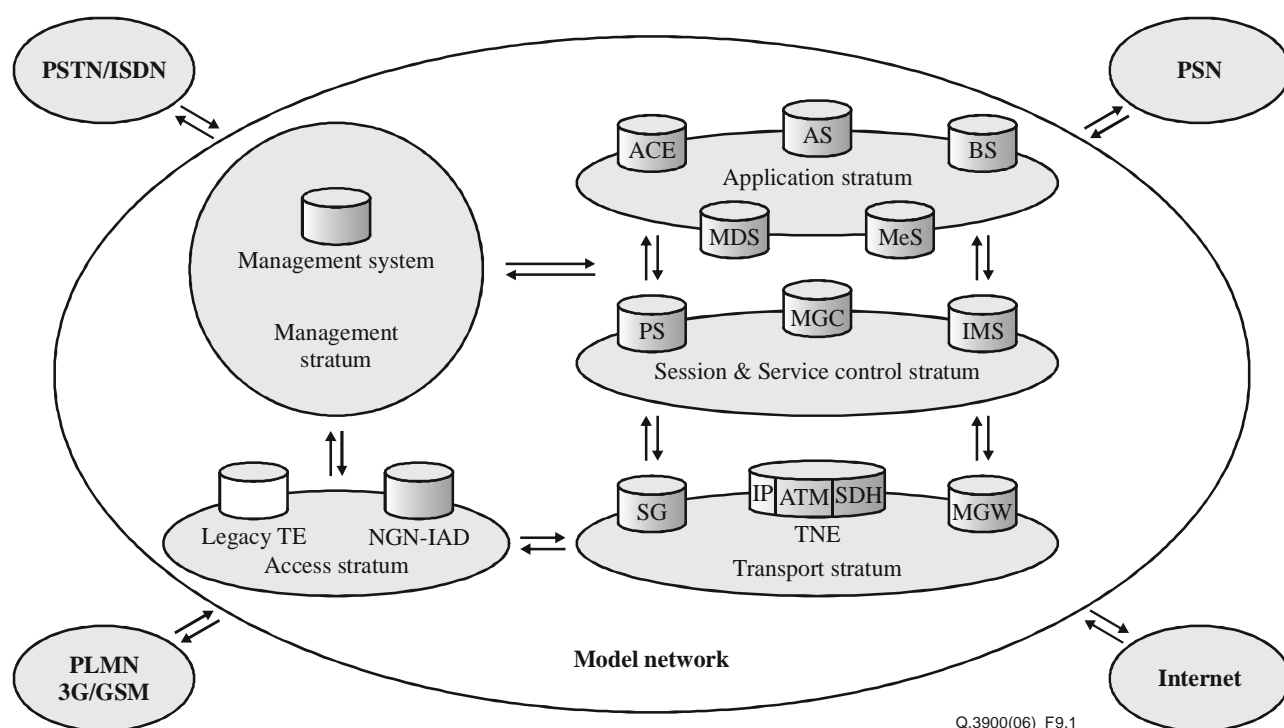 PSTN/ISDN
PSN
ACE
AS
BS
Application stratum
MDS
MeS
Management system
Management
stratum
PS
MGC
IMS
Session & Service control stratum
SG
IP ATM SDH
MGW
TNE
Transport stratum
Legacy TE
NGN-IAD
Access stratum
PLMN
3G/GSM
Model network
Internet
Q.3900(06)_F9.1